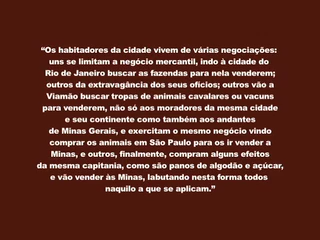 “Os habitadores da cidade vivem de várias negociações:
uns se limitam a negócio mercantil, indo à cidade do
Rio de Janeiro buscar as fazendas para nela venderem;
outros da extravagância dos seus ofícios; outros vão a
Viamão buscar tropas de animais cavalares ou vacuns
para venderem, não só aos moradores da mesma cidade
e seu continente como também aos andantes
de Minas Gerais, e exercitam o mesmo negócio vindo
comprar os animais em São Paulo para os ir vender a
Minas, e outros, finalmente, compram alguns efeitos
da mesma capitania, como são panos de algodão e açúcar,
e vão vender às Minas, labutando nesta forma todos
naquilo a que se aplicam.”